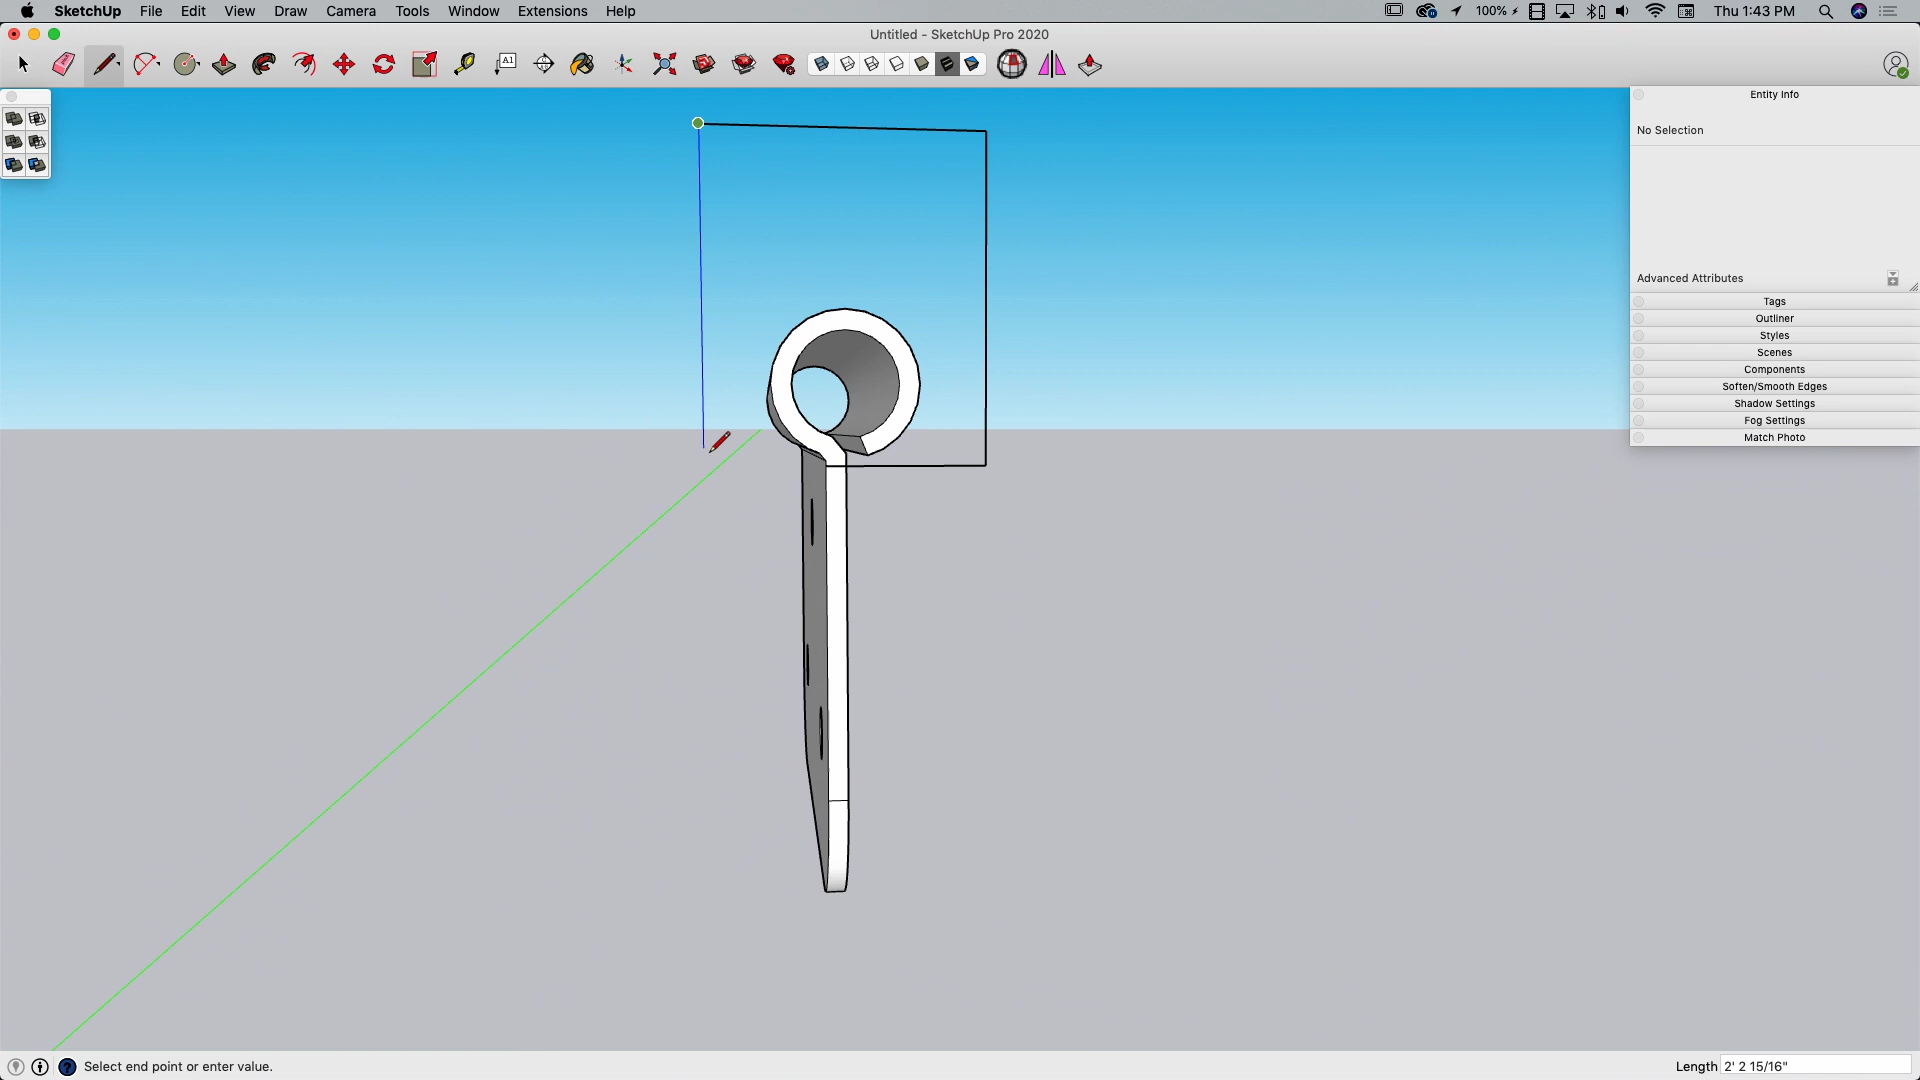 SketchUp File Edit View Draw Camera Tools Window Extensions Help
100% Thu 1:43 PM
Untitled - SketchUp Pro 2020
A1
Entity Info
No Selection
Advanced Attributes
Tags
Outliner
Styles
Scenes
Components
Soften/Smooth Edges
Shadow Settings
Fog Settings
Match Photo
Select end point or enter value.
Length 2' 2 15/16"